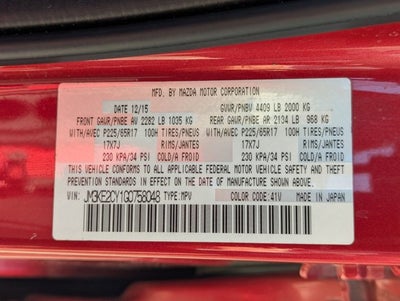 MFD. BY MAZDA MOTOR CORPORATION
DATE 12/15 GVWR/PNBV 4409 LB 2000 KG
FRONT GAWR/PNBE AV 2282 LB 1035 KG REAR GAWR/PNBE AR 2134 LB 968 KG
WITH/AVEC P225/65R17 100H TIRES/PNEUS WITH/AVEC P225/65R17 100H TIRES/PNEUS
17X7J RIMS/JANTES 17X7J RIMS/JANTES
230 KPA/34 PSI COLD/A FROID 230 KPA/34 PSI COLD/A FROID
THIS VEHICLE CONFORMS TO ALL APPLICABLE FEDERAL MOTOR VEHICLE SAFETY AND THEFT
PREVENTION STANDARDS IN EFFECT ON THE DATE OF MANUFACTURE SHOWN ABOVE.
VIN: JM3KE2CY1G0758048 TYPE:MPV COLOR CODE:41V MADE IN JAPAN